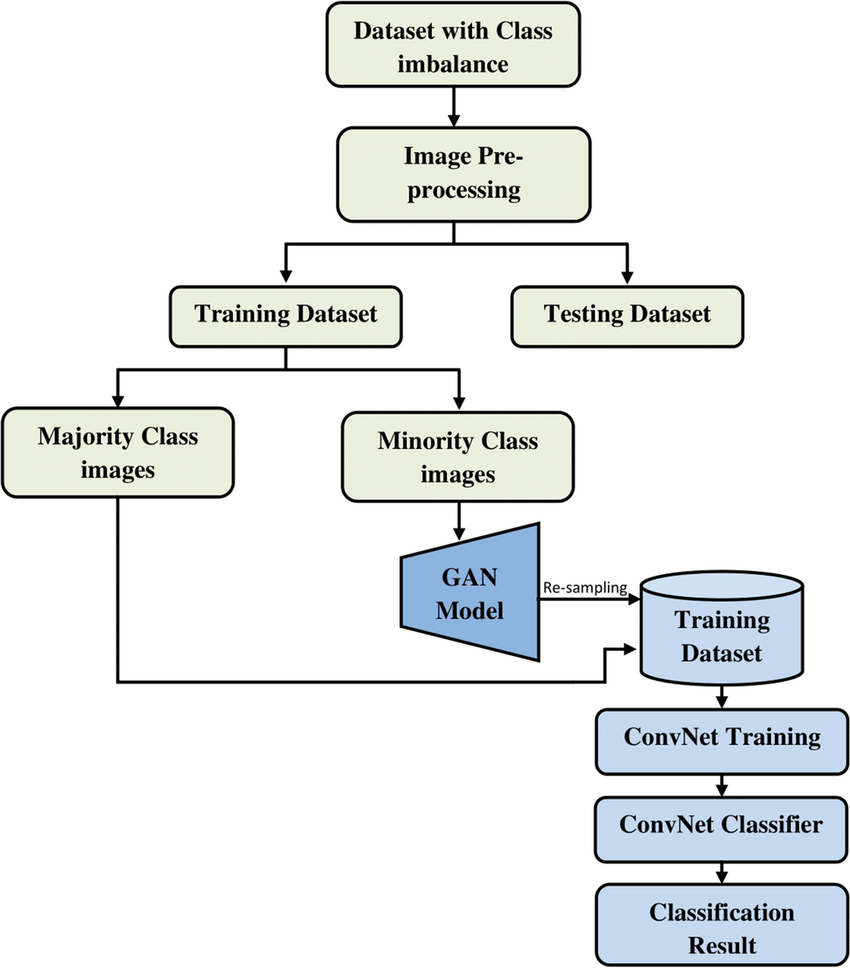 Dataset with Class
imbalance
Image Pre-
processing
Training Dataset
Testing Dataset
Majority Class
images
Minority Class
images
GAN
Model
Re-sampling
Training
Dataset
ConvNet Training
ConvNet Classifier
Classification
Result